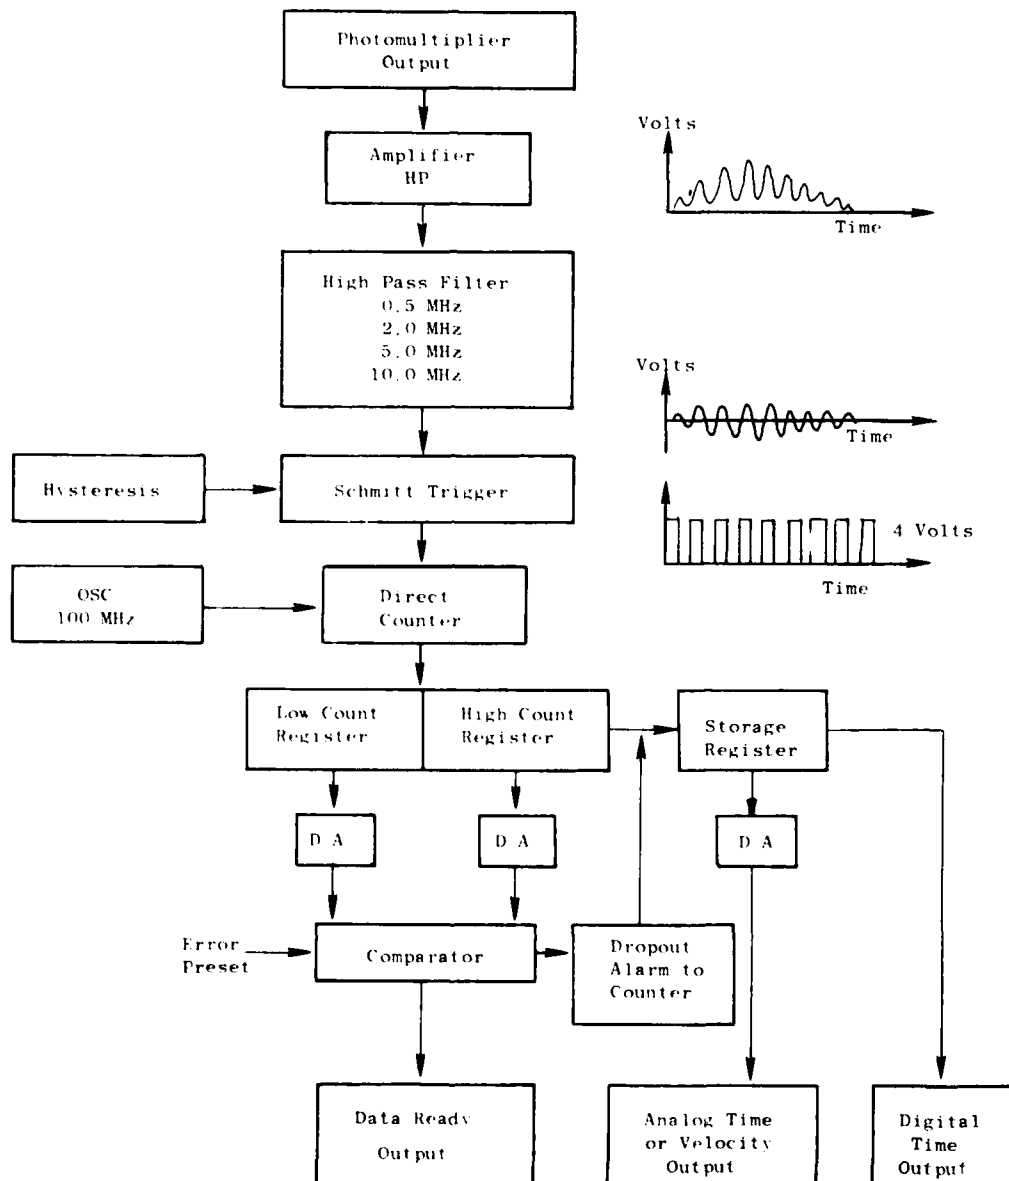 Photomultiplier
Output
Amplifier
HP
High Pass Filter
0.5 MHz
2.0 MHz
5.0 MHz
10.0 MHz
Hysteresis
Schmitt Trigger
OSC
100 MHz
Direct
Counter
Low Count
Register
High Count
Register
Storage
Register
D A
D A
D A
Error
Preset
Comparator
Dropout
Alarm to
Counter
Data Ready
Output
Analog Time
or Velocity
Output
Digital
Time
Output
Volts
Time
Volts
Time
4 Volts
Time